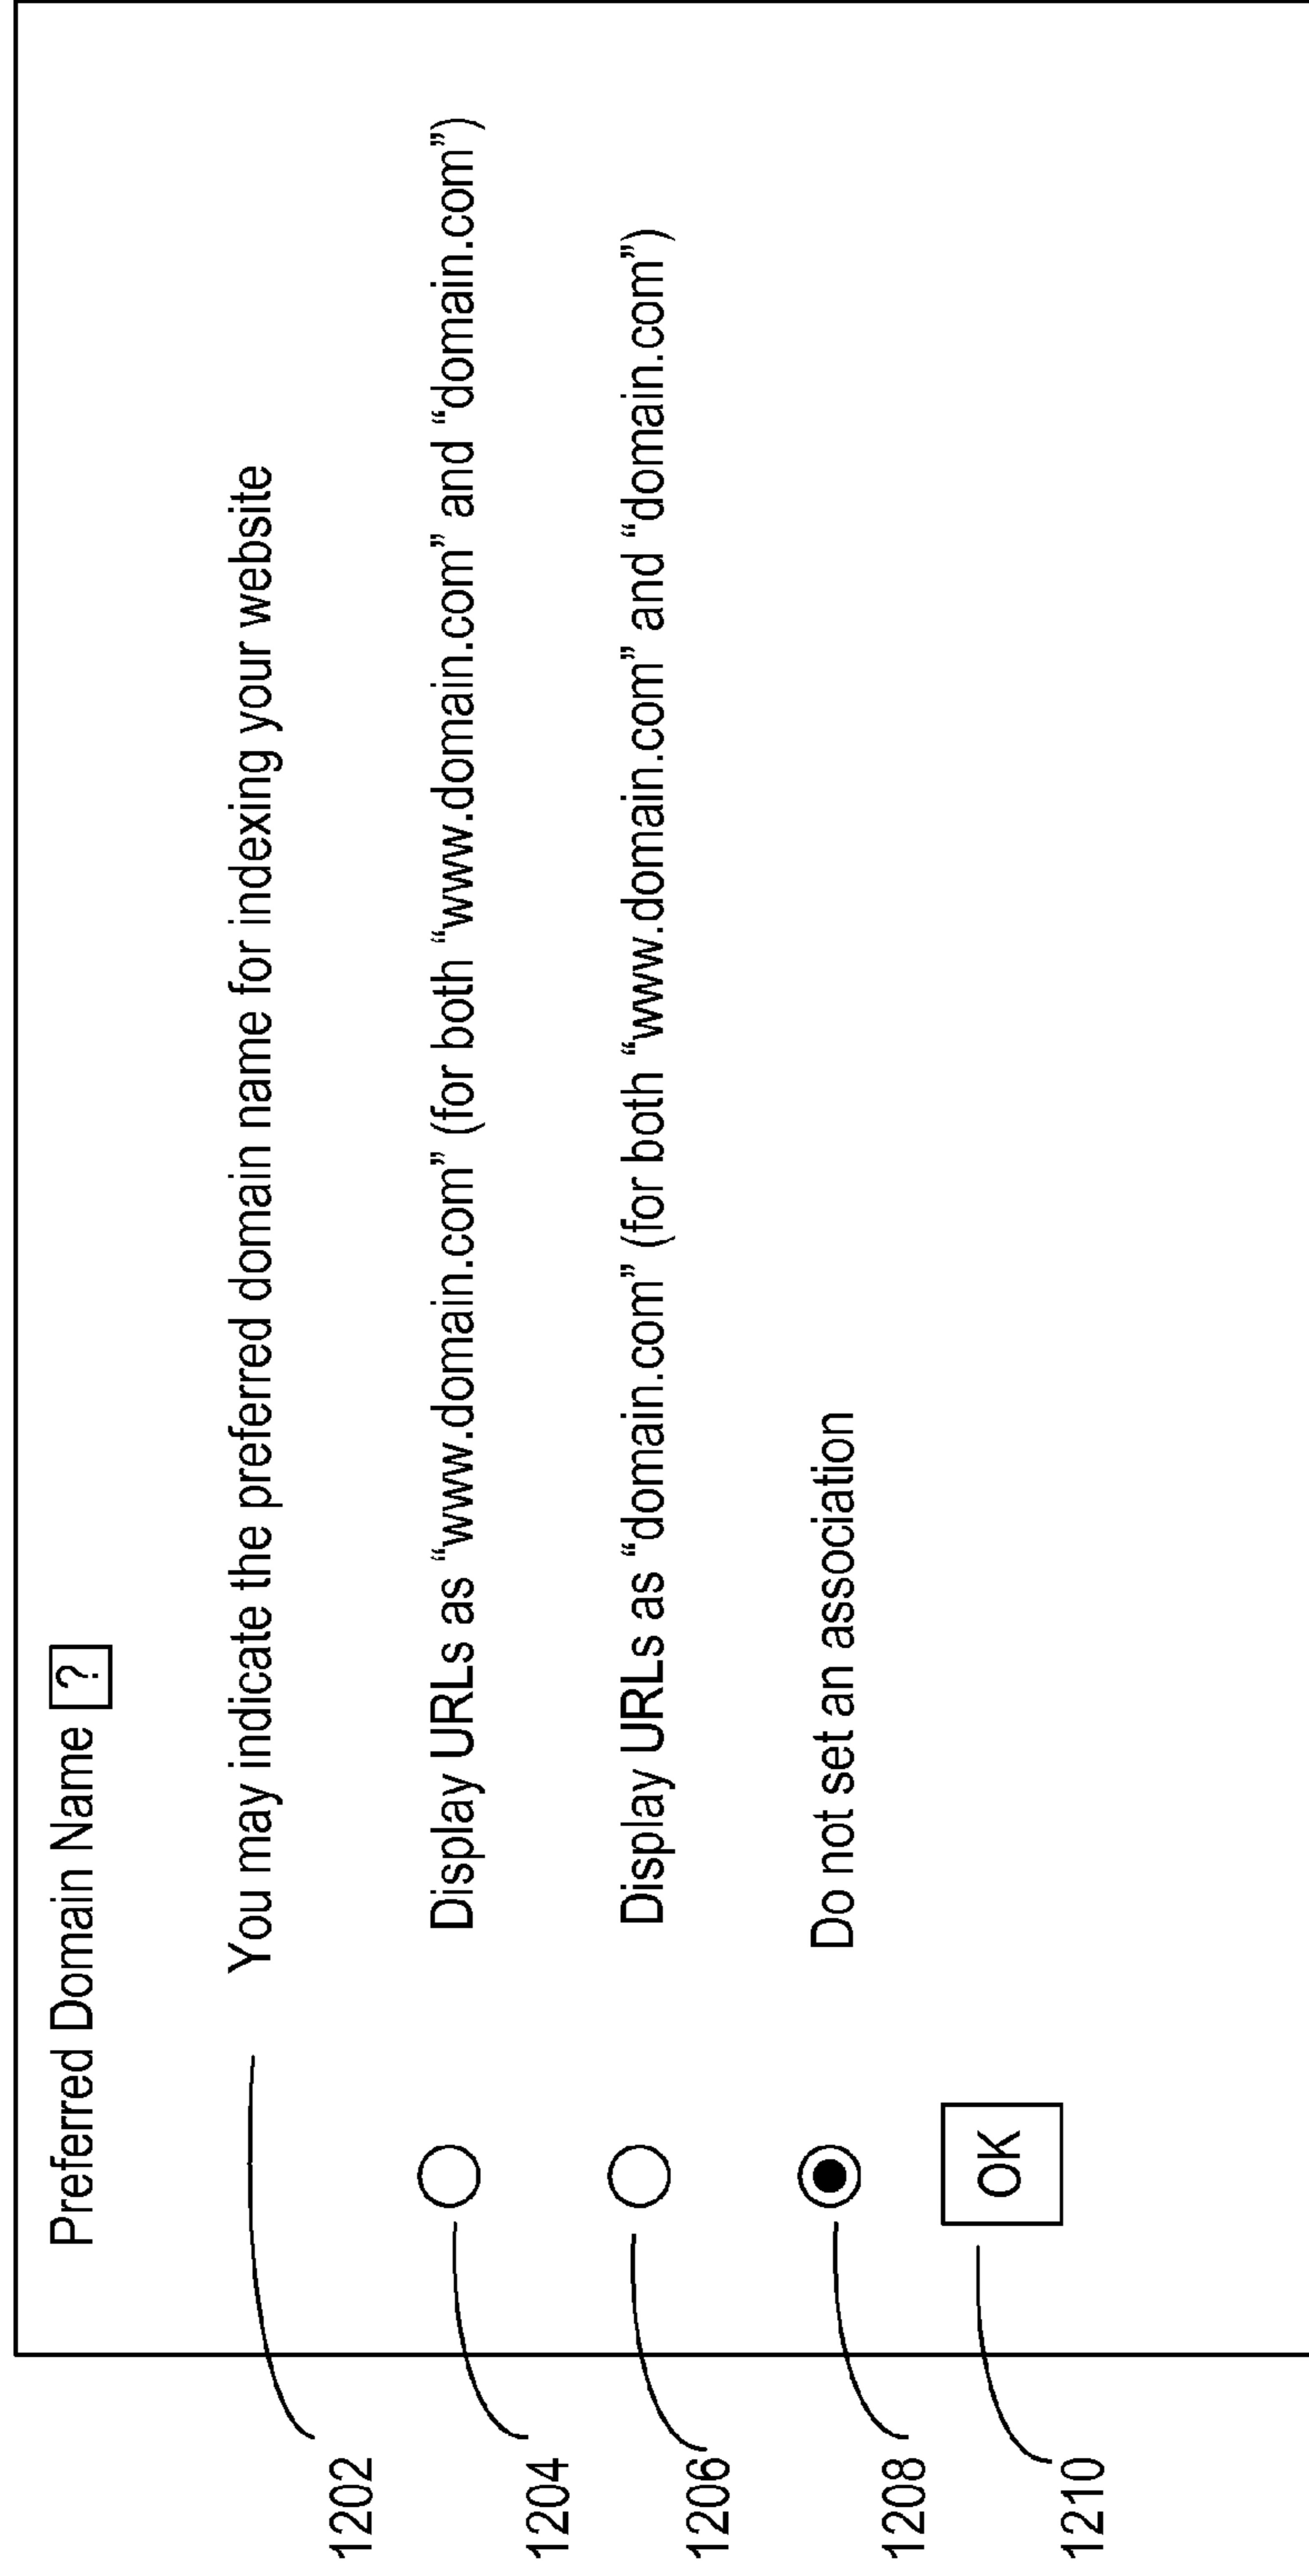 Preferred Domain Name ?
1202 You may indicate the preferred domain name for indexing your website
1204 Display URLs as “www.domain.com” (for both “www.domain.com” and “domain.com”)
1206 Display URLs as “domain.com” (for both “www.domain.com” and “domain.com”)
1208 Do not set an association
1210 OK